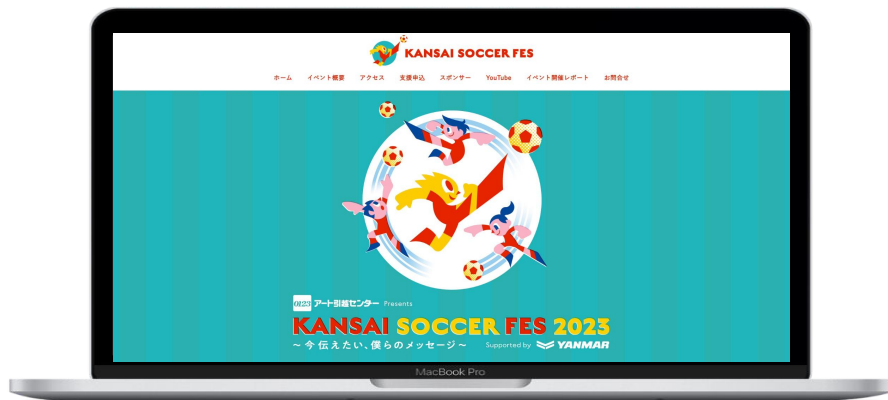 KANSAI SOCCER FES
ホーム イベント概要 アクセス 支援申込 スポンサー YouTube イベント開催レポート お問合せ
0123 アート引越センター Presents
KANSAI SOCCER FES 2023
～今伝えたい、僕らのメッセージ～ Supported by YANMAR
MacBook Pro